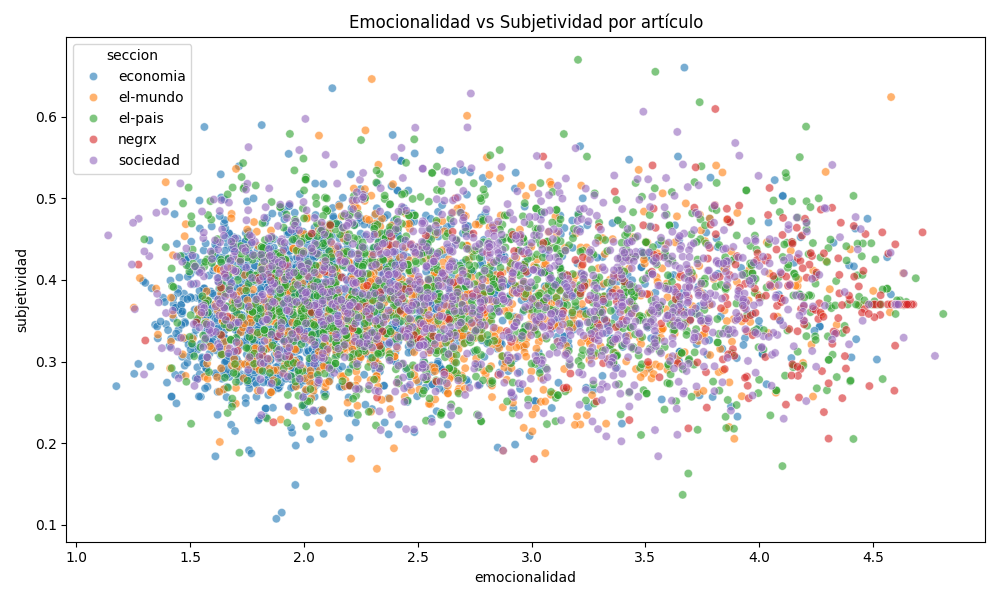 Emocionalidad vs Subjetividad por artículo
seccion
economia
el-mundo
el-pais
negrx
sociedad
subjetividad
0.6
0.5
0.4
0.3
0.2
0.1
1.0 1.5 2.0 2.5 3.0 3.5 4.0 4.5
emocionalidad